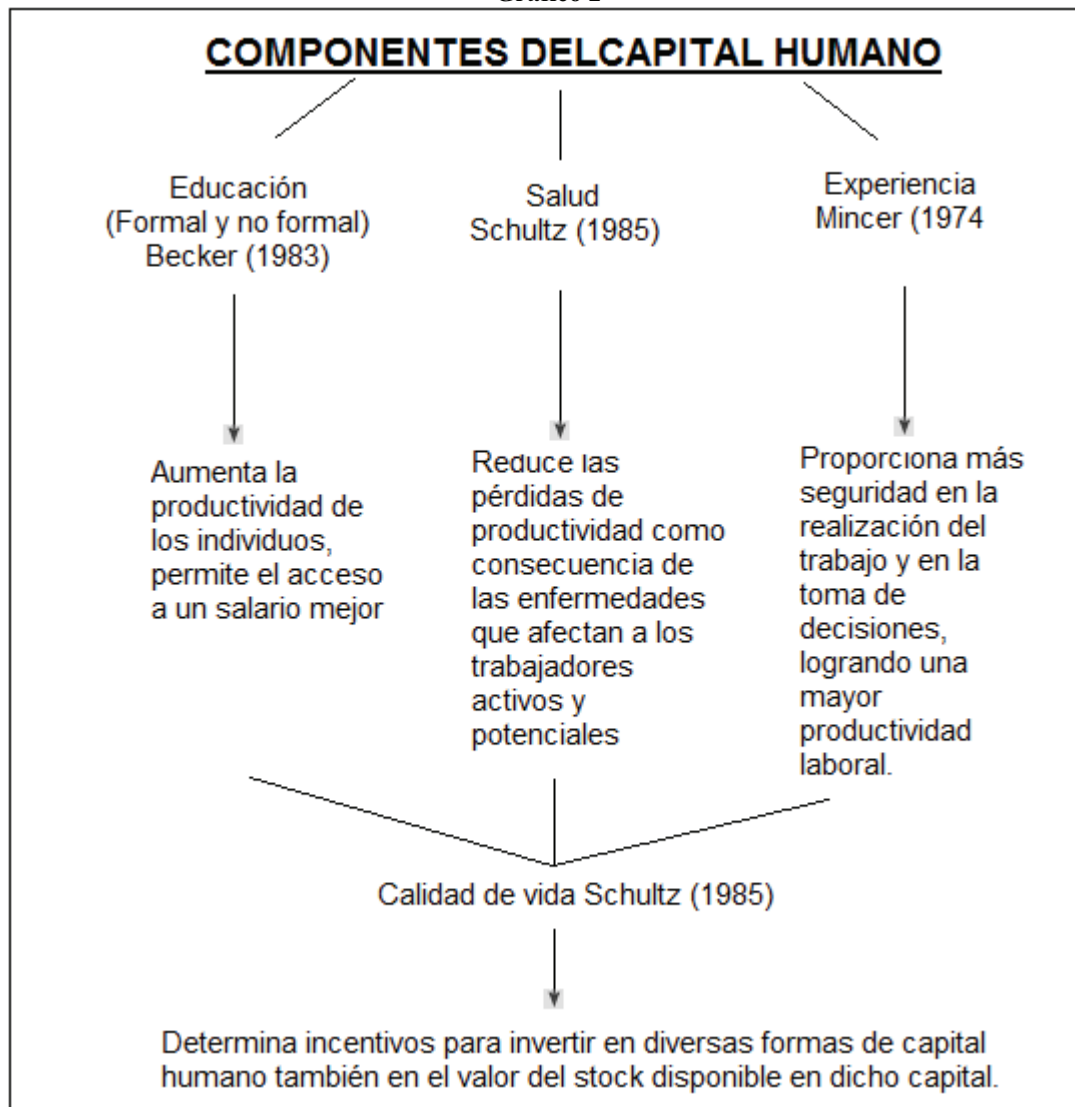 Gráfico 2
COMPONENTES DELCAPITAL HUMANO
Educación
(Formal y no formal)
Becker (1983)
Salud
Schultz (1985)
Experiencia
Mincer (1974
Aumenta la
productividad de
los individuos,
permite el acceso
a un salario mejor
Reduce las
pérdidas de
productividad como
consecuencia de
las enfermedades
que afectan a los
trabajadores
activos y
potenciales
Proporciona más
seguridad en la
realización del
trabajo y en la
toma de
decisiones,
logrando una
mayor
productividad
laboral.
Calidad de vida Schultz (1985)
Determina incentivos para invertir en diversas formas de capital
humano también en el valor del stock disponible en dicho capital.